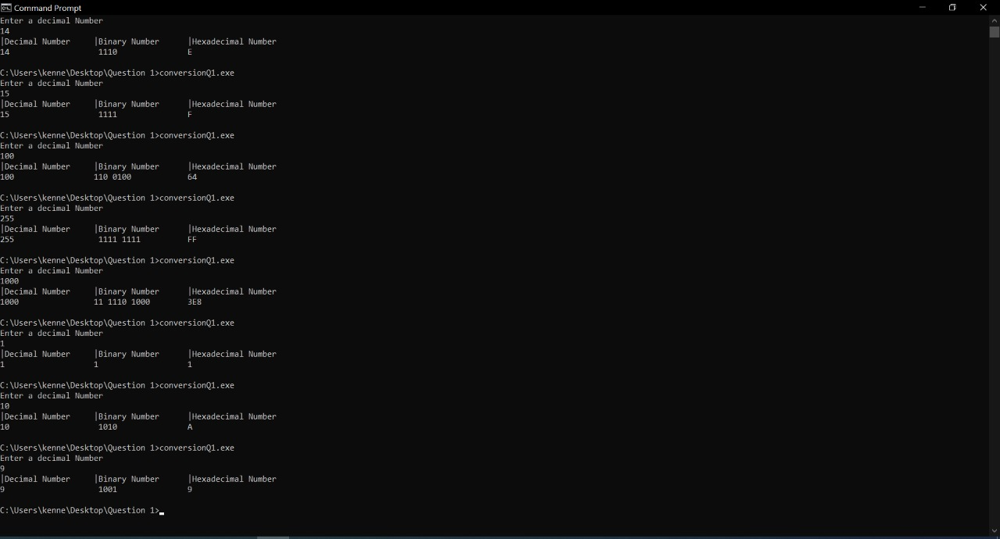 Command Prompt
Enter a decimal Number
14
|Decimal Number     |Binary Number      |Hexadecimal Number
14                   1110               E
C:\Users\kenne\Desktop\Question 1>conversionQ1.exe
Enter a decimal Number
15
|Decimal Number     |Binary Number      |Hexadecimal Number
15                   1111               F
C:\Users\kenne\Desktop\Question 1>conversionQ1.exe
Enter a decimal Number
100
|Decimal Number     |Binary Number      |Hexadecimal Number
100                 110 0100            64
C:\Users\kenne\Desktop\Question 1>conversionQ1.exe
Enter a decimal Number
255
|Decimal Number     |Binary Number      |Hexadecimal Number
255                  1111 1111          FF
C:\Users\kenne\Desktop\Question 1>conversionQ1.exe
Enter a decimal Number
1000
|Decimal Number     |Binary Number      |Hexadecimal Number
1000                11 1110 1000        3E8
C:\Users\kenne\Desktop\Question 1>conversionQ1.exe
Enter a decimal Number
1
|Decimal Number     |Binary Number      |Hexadecimal Number
1                   1                   1
C:\Users\kenne\Desktop\Question 1>conversionQ1.exe
Enter a decimal Number
10
|Decimal Number     |Binary Number      |Hexadecimal Number
10                   1010               A
C:\Users\kenne\Desktop\Question 1>conversionQ1.exe
Enter a decimal Number
9
|Decimal Number     |Binary Number      |Hexadecimal Number
9                    1001               9
C:\Users\kenne\Desktop\Question 1>